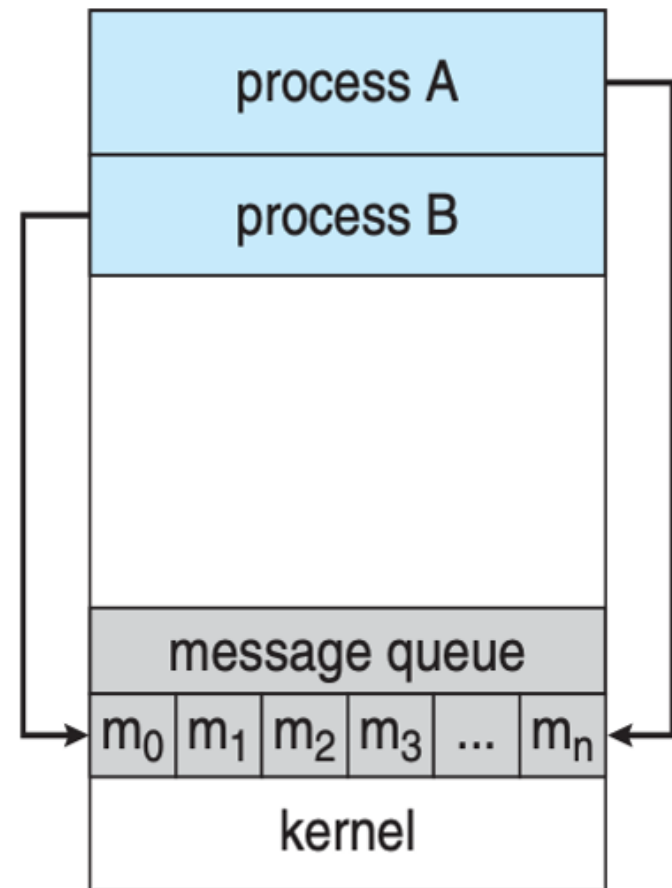 process A
process B
message queue
m₀ m₁ m₂ m₃ ... mₙ
kernel